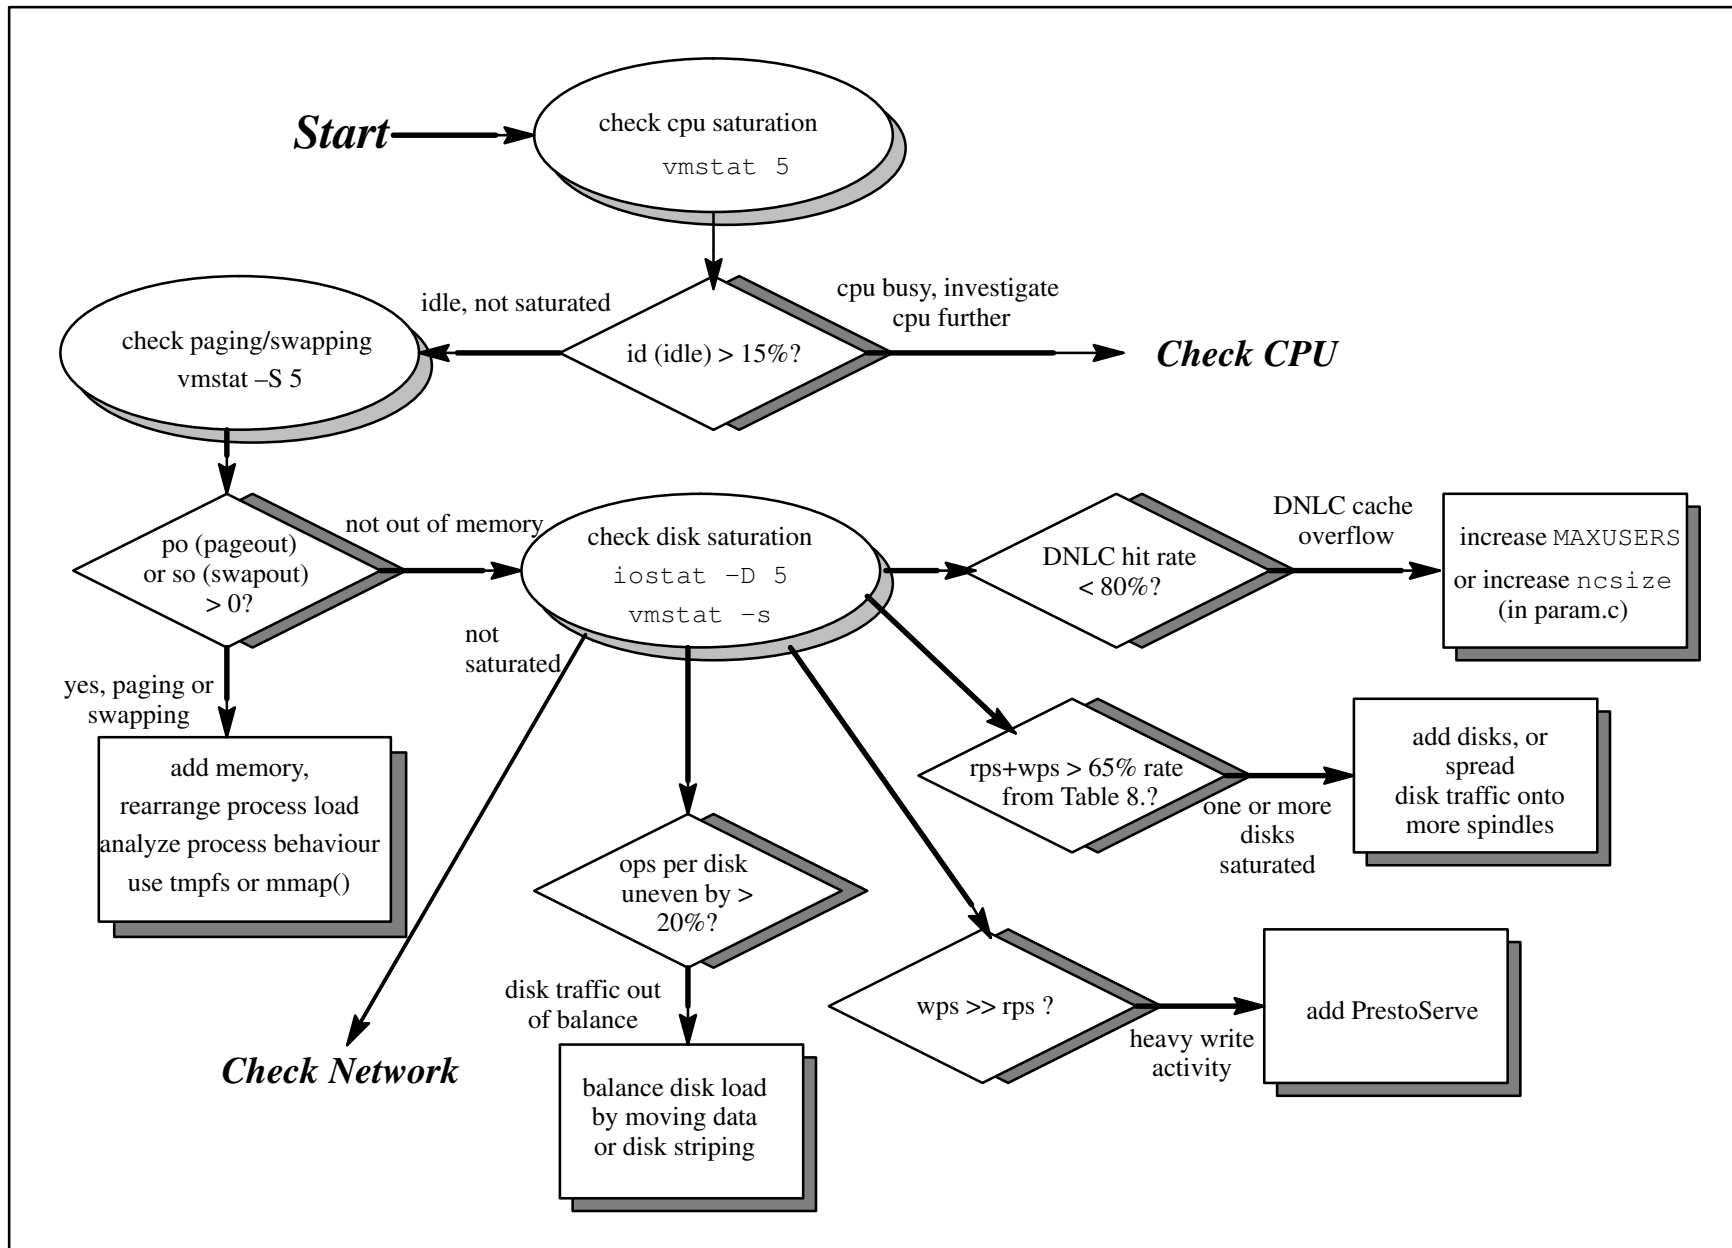 Start
check cpu saturation
vmstat 5
idle, not saturated
id (idle) > 15%?
cpu busy, investigate
cpu further
Check CPU
check paging/swapping
vmstat –S 5
po (pageout)
or so (swapout)
> 0?
not out of memory
yes, paging or
swapping
add memory,
rearrange process load
analyze process behaviour
use tmpfs or mmap()
check disk saturation
iostat –D 5
vmstat –s
not
saturated
Check Network
DNLC hit rate
< 80%?
DNLC cache
overflow
increase MAXUSERS
or increase ncsize
(in param.c)
rps+wps > 65% rate
from Table 8.?
one or more
disks
saturated
add disks, or
spread
disk traffic onto
more spindles
ops per disk
uneven by >
20%?
disk traffic out
of balance
balance disk load
by moving data
or disk striping
wps >> rps ?
heavy write
activity
add PrestoServe